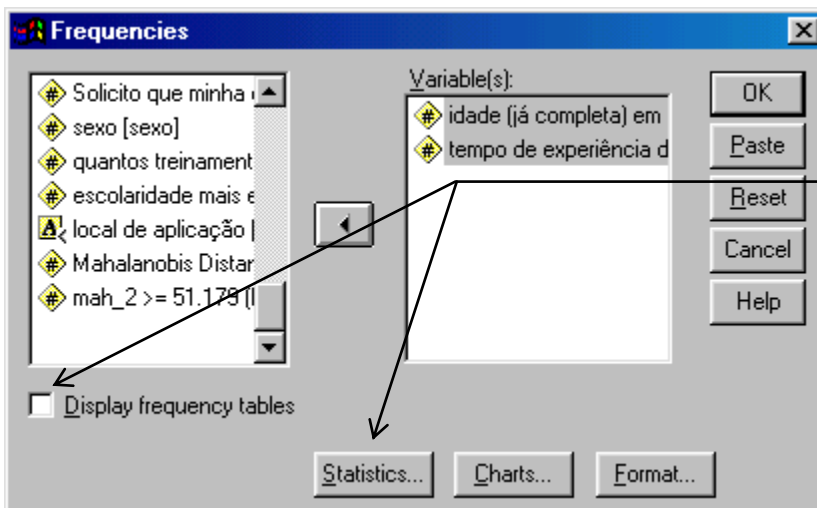 Frequencies
Solicito que minha
sexo [sexo]
quantos treinament
escolaridade mais e
local de aplicação [
Mahalanobis Distar
mah_2 >= 51.179 (I
Display frequency tables
Variable(s):
idade (já completa) em
tempo de experiência d
OK
Paste
Reset
Cancel
Help
Statistics...
Charts...
Format...